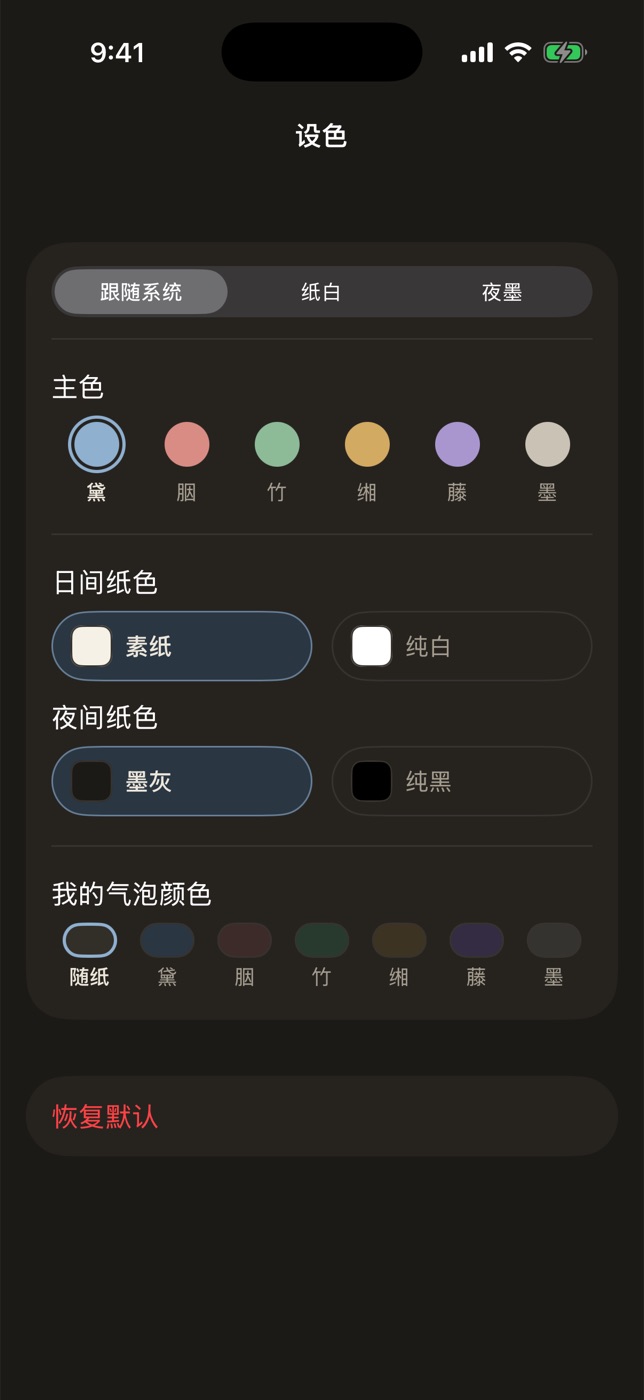 9:41
设色
跟随系统 纸白 夜墨
主色
黛 胭 竹 缃 藤 墨
日间纸色
素纸 纯白
夜间纸色
墨灰 纯黑
我的气泡颜色
随纸 黛 胭 竹 缃 藤 墨
恢复默认